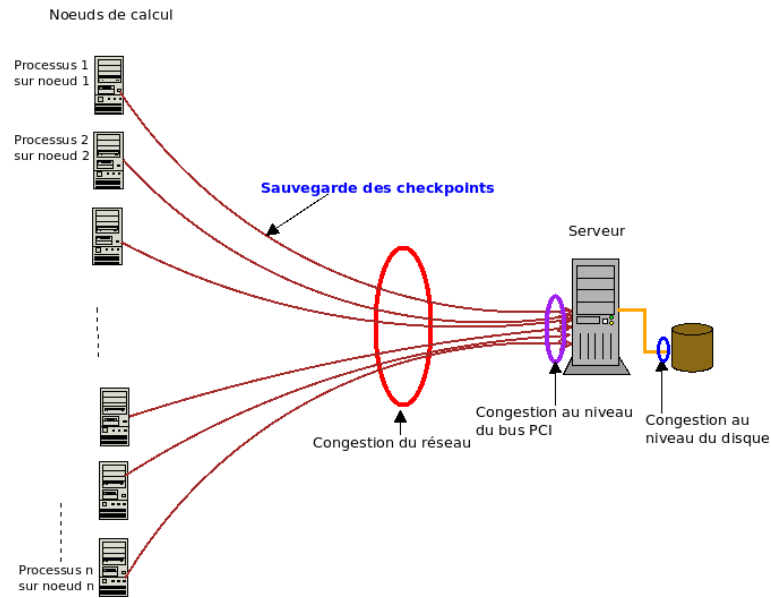 Noeuds de calcul
Processus 1
sur noeud 1
Processus 2
sur noeud 2
Sauvegarde des checkpoints
Serveur
Congestion du réseau
Congestion au niveau
du bus PCI
Congestion au
niveau du disque
Processus n
sur noeud n